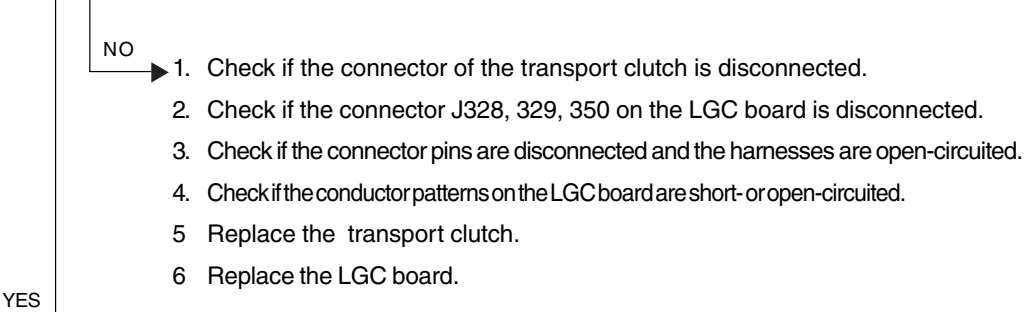 NO
1. Check if the connector of the transport clutch is disconnected.
2. Check if the connector J328, 329, 350 on the LGC board is disconnected.
3. Check if the connector pins are disconnected and the harnesses are open-circuited.
4. Check if the conductor patterns on the LGC board are short- or open-circuited.
5 Replace the transport clutch.
6 Replace the LGC board.
YES